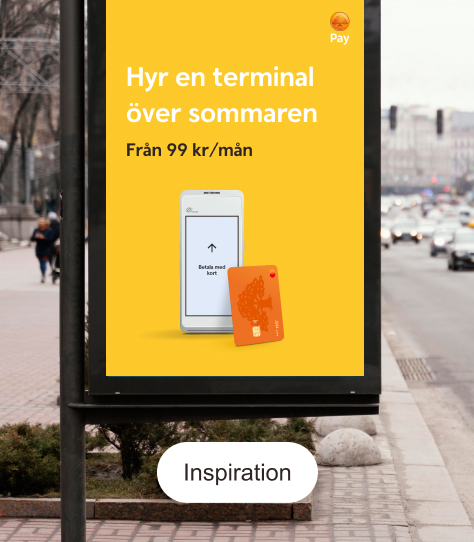 Pay
Hyr en terminal
över sommaren
Från 99 kr/mån
Betala med
kort
Inspiration